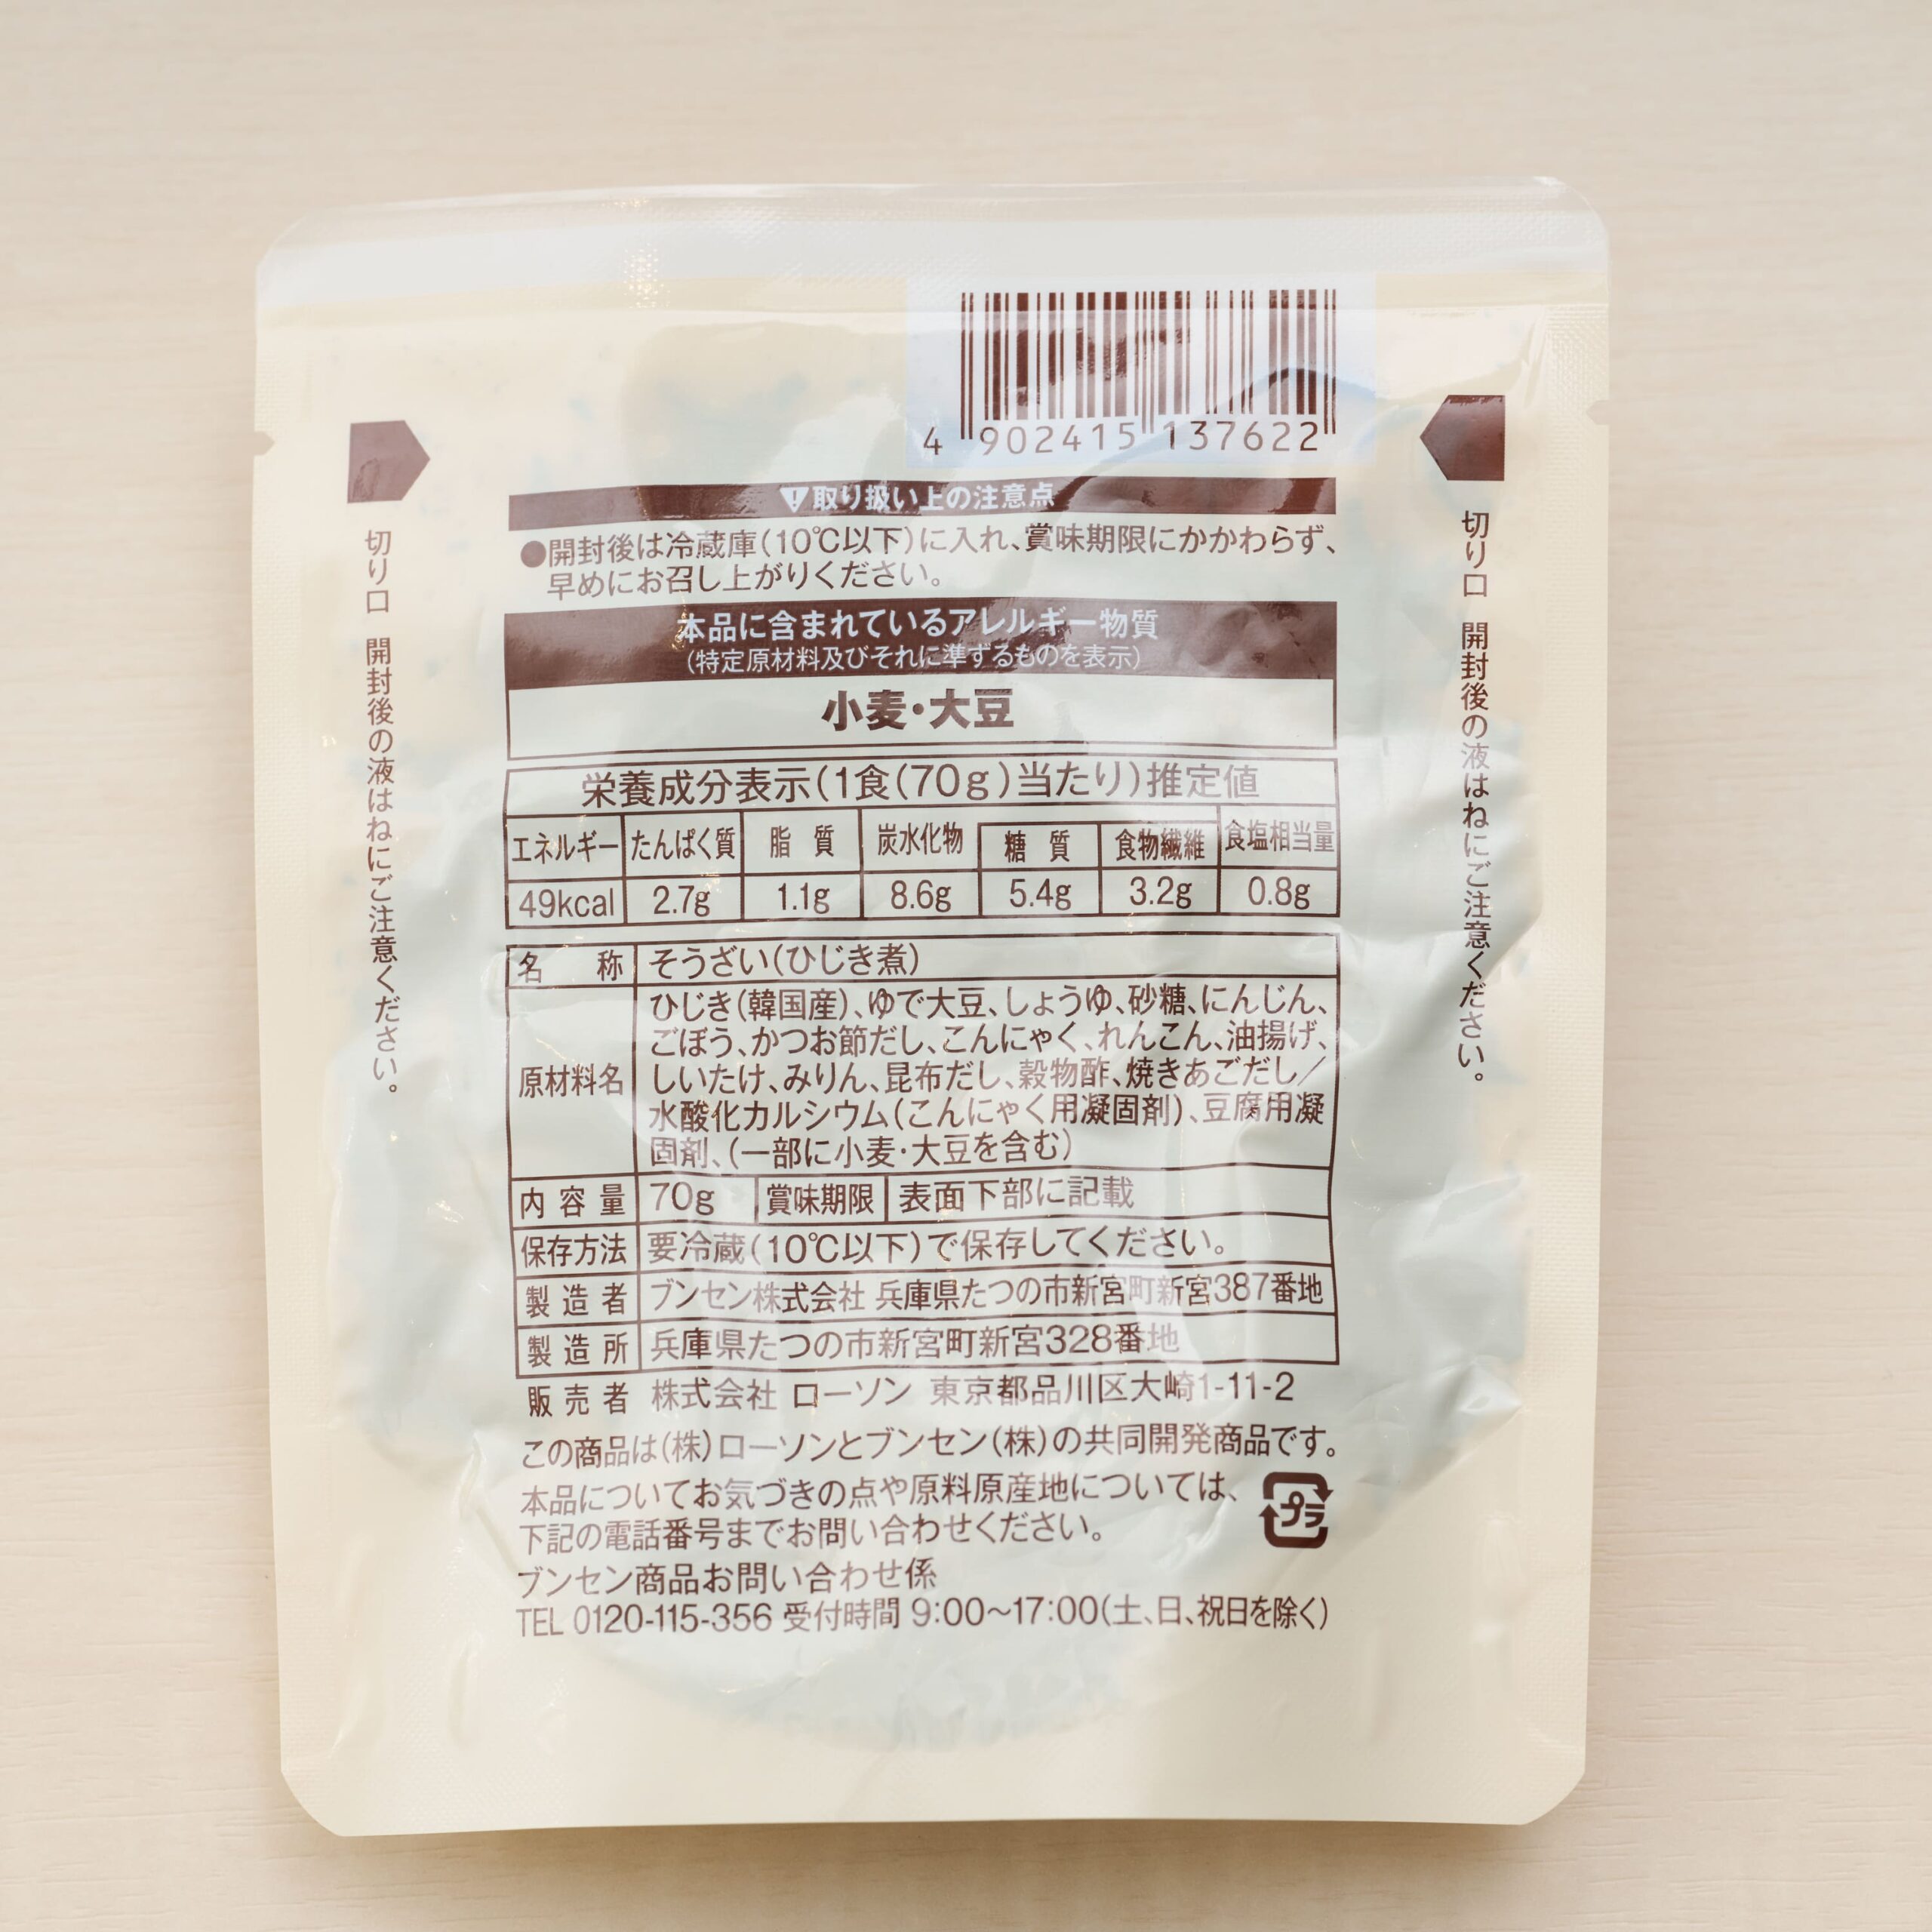 4 902415 137622
取り扱い上の注意点
●開封後は冷蔵庫(10℃以下)に入れ、賞味期限にかかわらず、
早めにお召し上がりください。
本品に含まれているアレルギー物質
(特定原材料及びそれに準ずるものを表示)
小麦・大豆
栄養成分表示(1食(70g)当たり)推定値
エネルギー たんぱく質 脂質 炭水化物 糖質 食物繊維 食塩相当量
49kcal 2.7g 1.1g 8.6g 5.4g 3.2g 0.8g
名称 そうざい(ひじき煮)
原材料名 ひじき(韓国産)、ゆで大豆、しょうゆ、砂糖、にんじん、
ごぼう、かつお節だし、こんにゃく、れんこん、油揚げ、
しいたけ、みりん、昆布だし、穀物酢、焼きあごだし/
水酸化カルシウム(こんにゃく用凝固剤)、豆腐用凝
固剤、(一部に小麦・大豆を含む)
内容量 70g 賞味期限 表面下部に記載
保存方法 要冷蔵(10℃以下)で保存してください。
製造者 ブンセン株式会社 兵庫県たつの市新宮町新宮387番地
製造所 兵庫県たつの市新宮町新宮328番地
販売者 株式会社 ローソン 東京都品川区大崎1-11-2
この商品は(株)ローソンとブンセン(株)の共同開発商品です。
本品についてお気づきの点や原料原産地については、
下記の電話番号までお問い合わせください。
プラ
ブンセン商品お問い合わせ係
TEL 0120-115-356 受付時間 9:00～17:00(土、日、祝日を除く)
切り口 開封後の液はねにご注意ください。
切り口 開封後の液はねにご注意ください。